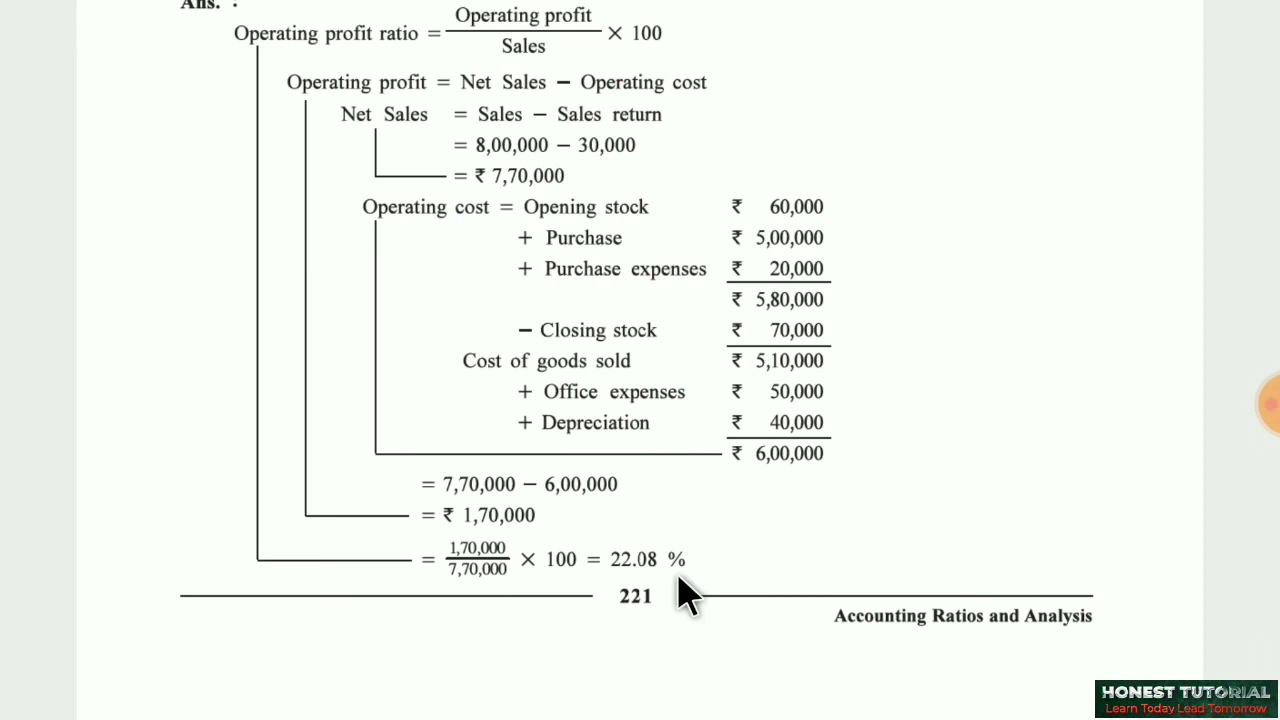 Ans. :
Operating profit ratio = Operating profit / Sales × 100
Operating profit = Net Sales − Operating cost
Net Sales = Sales − Sales return
= 8,00,000 − 30,000
= ₹ 7,70,000
Operating cost = Opening stock ₹ 60,000
+ Purchase ₹ 5,00,000
+ Purchase expenses ₹ 20,000
₹ 5,80,000
− Closing stock ₹ 70,000
Cost of goods sold ₹ 5,10,000
+ Office expenses ₹ 50,000
+ Depreciation ₹ 40,000
₹ 6,00,000
= 7,70,000 − 6,00,000
= ₹ 1,70,000
= 1,70,000 / 7,70,000 × 100 = 22.08 %
221
Accounting Ratios and Analysis
HONEST TUTORIAL
Learn Today Lead Tomorrow